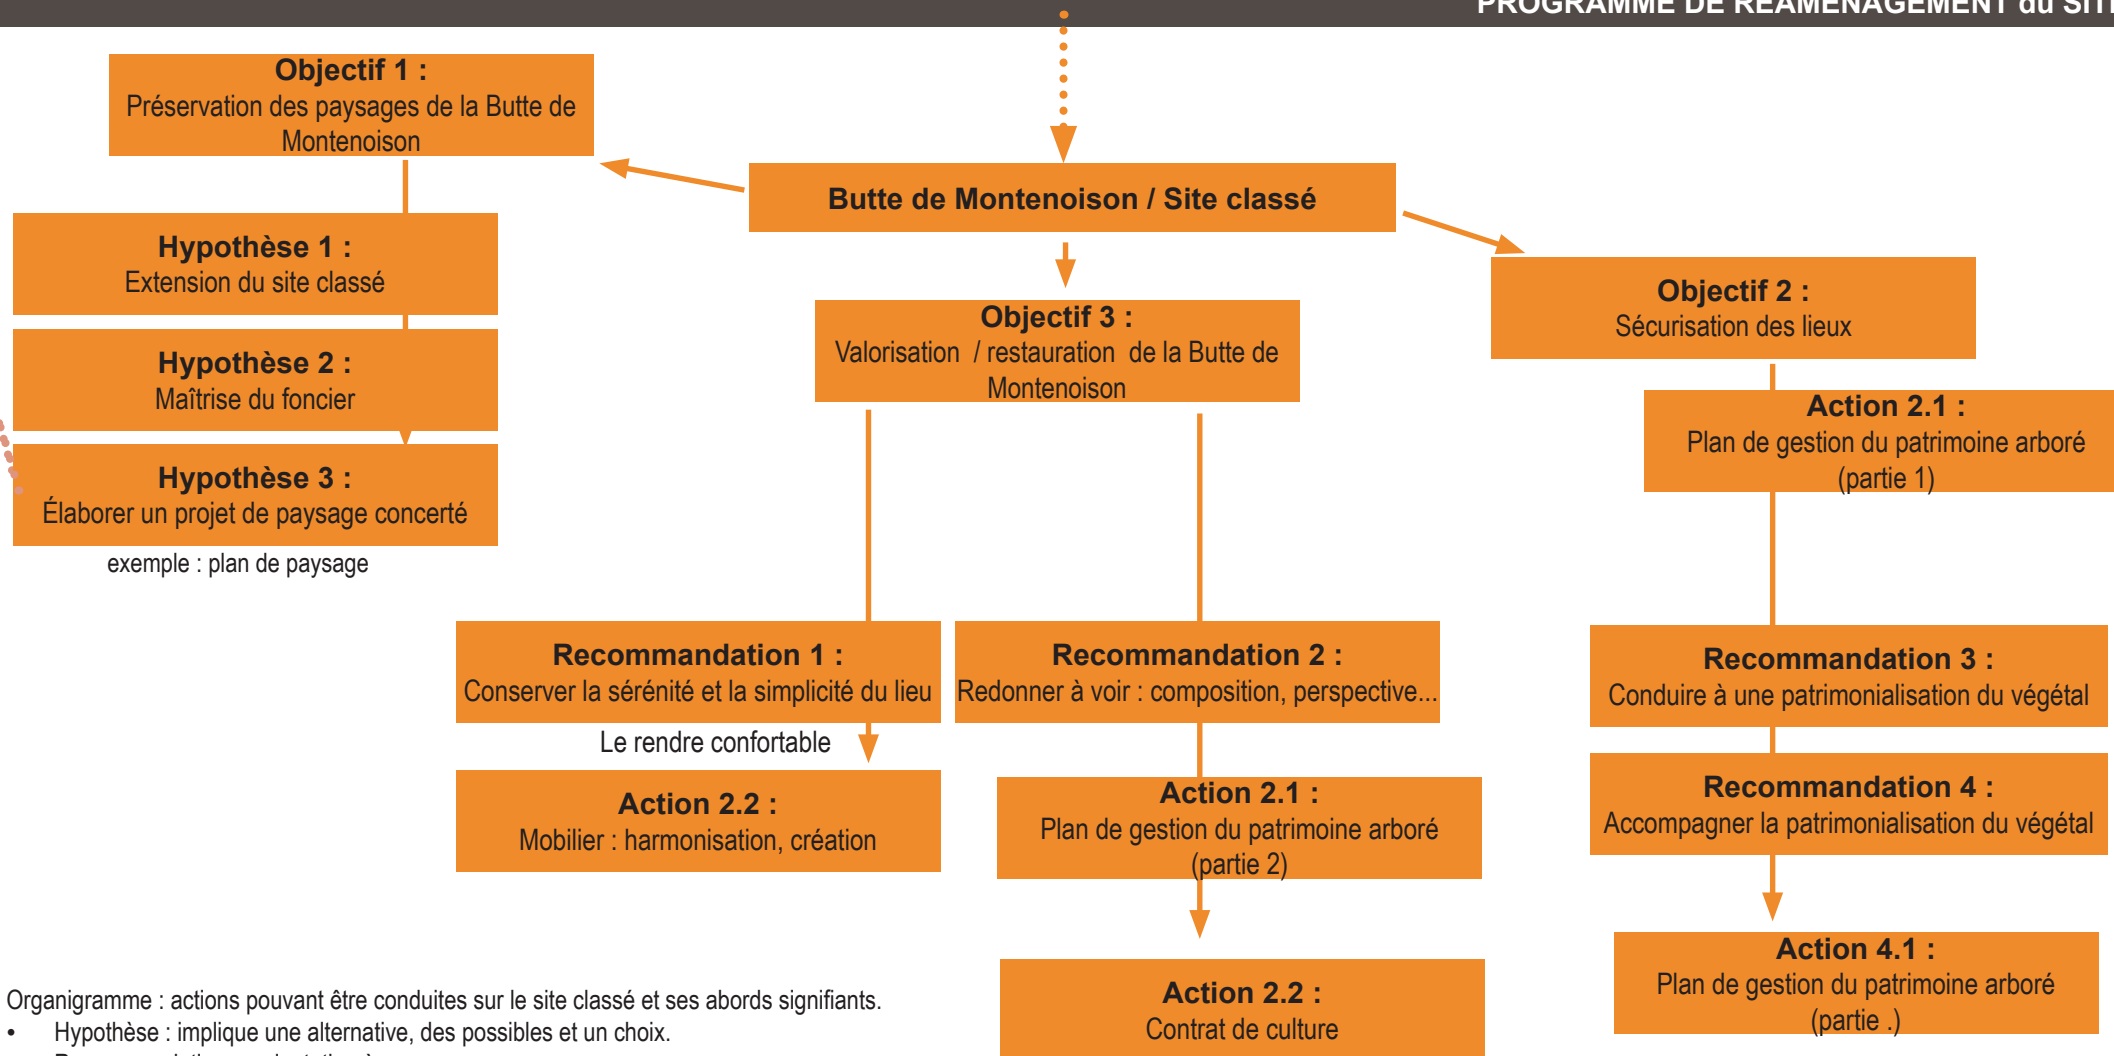 PROGRAMME DE RÉAMÉNAGEMENT du SITE
Objectif 1 :
Préservation des paysages de la Butte de
Montenoison
Butte de Montenoison / Site classé
Hypothèse 1 :
Extension du site classé
Hypothèse 2 :
Maîtrise du foncier
Hypothèse 3 :
Élaborer un projet de paysage concerté
exemple : plan de paysage
Objectif 3 :
Valorisation / restauration de la Butte de
Montenoison
Objectif 2 :
Sécurisation des lieux
Action 2.1 :
Plan de gestion du patrimoine arboré
(partie 1)
Recommandation 1 :
Conserver la sérénité et la simplicité du lieu
Le rendre confortable
Action 2.2 :
Mobilier : harmonisation, création
Recommandation 2 :
Redonner à voir : composition, perspective...
Action 2.1 :
Plan de gestion du patrimoine arboré
(partie 2)
Action 2.2 :
Contrat de culture
Recommandation 3 :
Conduire à une patrimonialisation du végétal
Recommandation 4 :
Accompagner la patrimonialisation du végétal
Action 4.1 :
Plan de gestion du patrimoine arboré
(partie .)
Organigramme : actions pouvant être conduites sur le site classé et ses abords signifiants.
• Hypothèse : implique une alternative, des possibles et un choix.